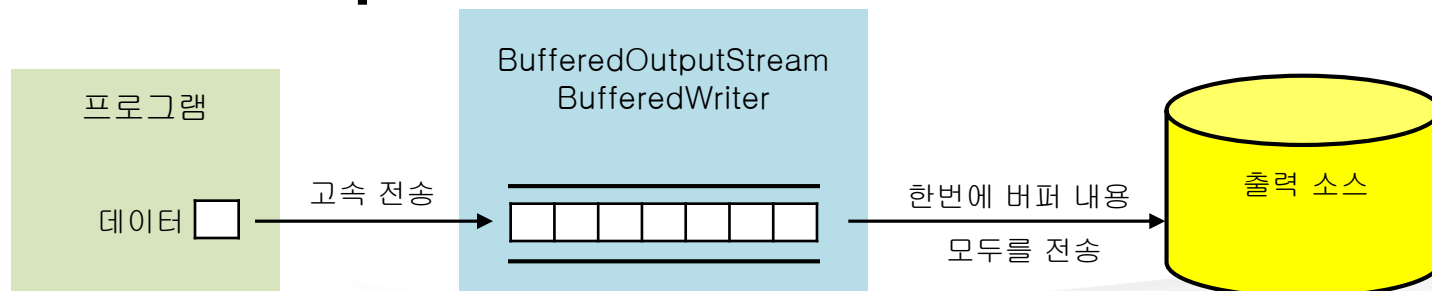 프로그램
데이터
고속 전송
BufferedOutputStream
BufferedWriter
한번에 버퍼 내용
모두를 전송
출력 소스